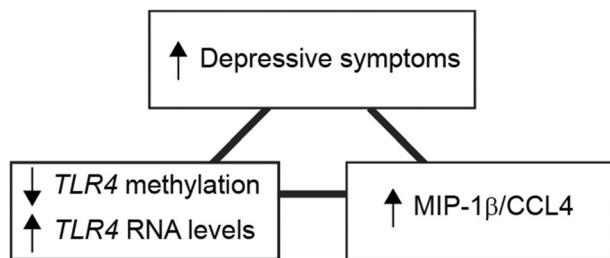 ↑ Depressive symptoms
↓ TLR4 methylation
↑ TLR4 RNA levels
↑ MIP-1β/CCL4